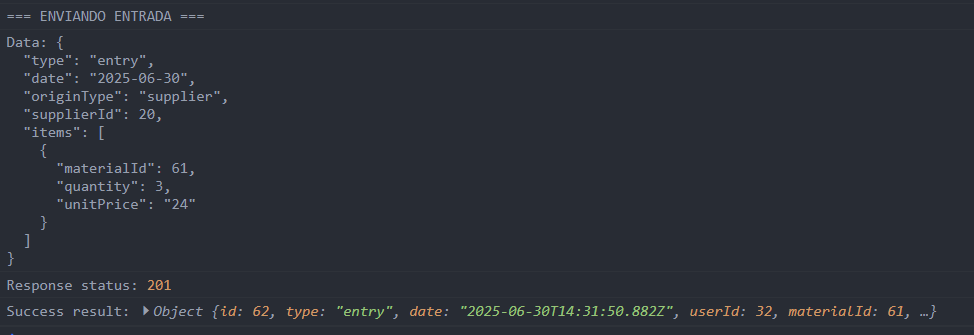 === ENVIANDO ENTRADA ===
Data: {
  "type": "entry",
  "date": "2025-06-30",
  "originType": "supplier",
  "supplierId": 20,
  "items": [
    {
      "materialId": 61,
      "quantity": 3,
      "unitPrice": "24"
    }
  ]
}
Response status: 201
Success result: Object {id: 62, type: "entry", date: "2025-06-30T14:31:50.882Z", userId: 32, materialId: 61, …}